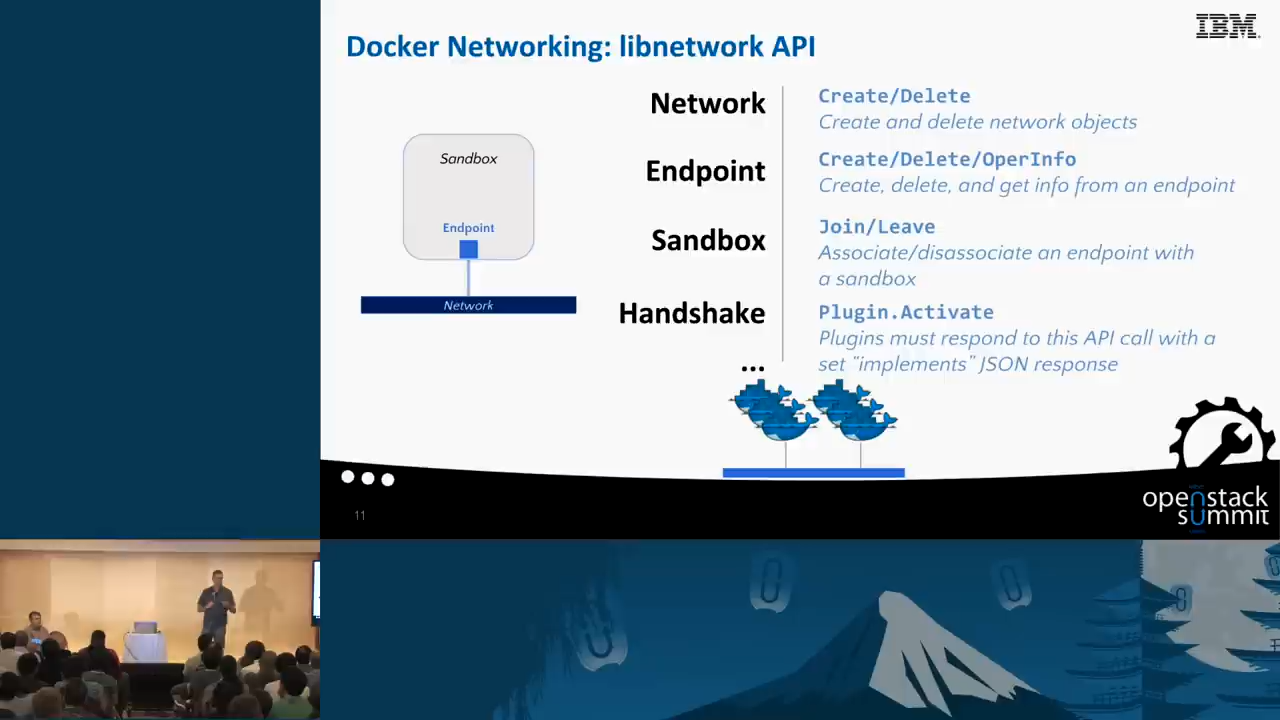 IBM
Docker Networking: libnetwork API
Sandbox
Endpoint
Network
Network
Create/Delete
Create and delete network objects
Endpoint
Create/Delete/OperInfo
Create, delete, and get info from an endpoint
Sandbox
Join/Leave
Associate/disassociate an endpoint with
a sandbox
Handshake
Plugin.Activate
Plugins must respond to this API call with a
set “implements” JSON response
...
11
openstack
summit